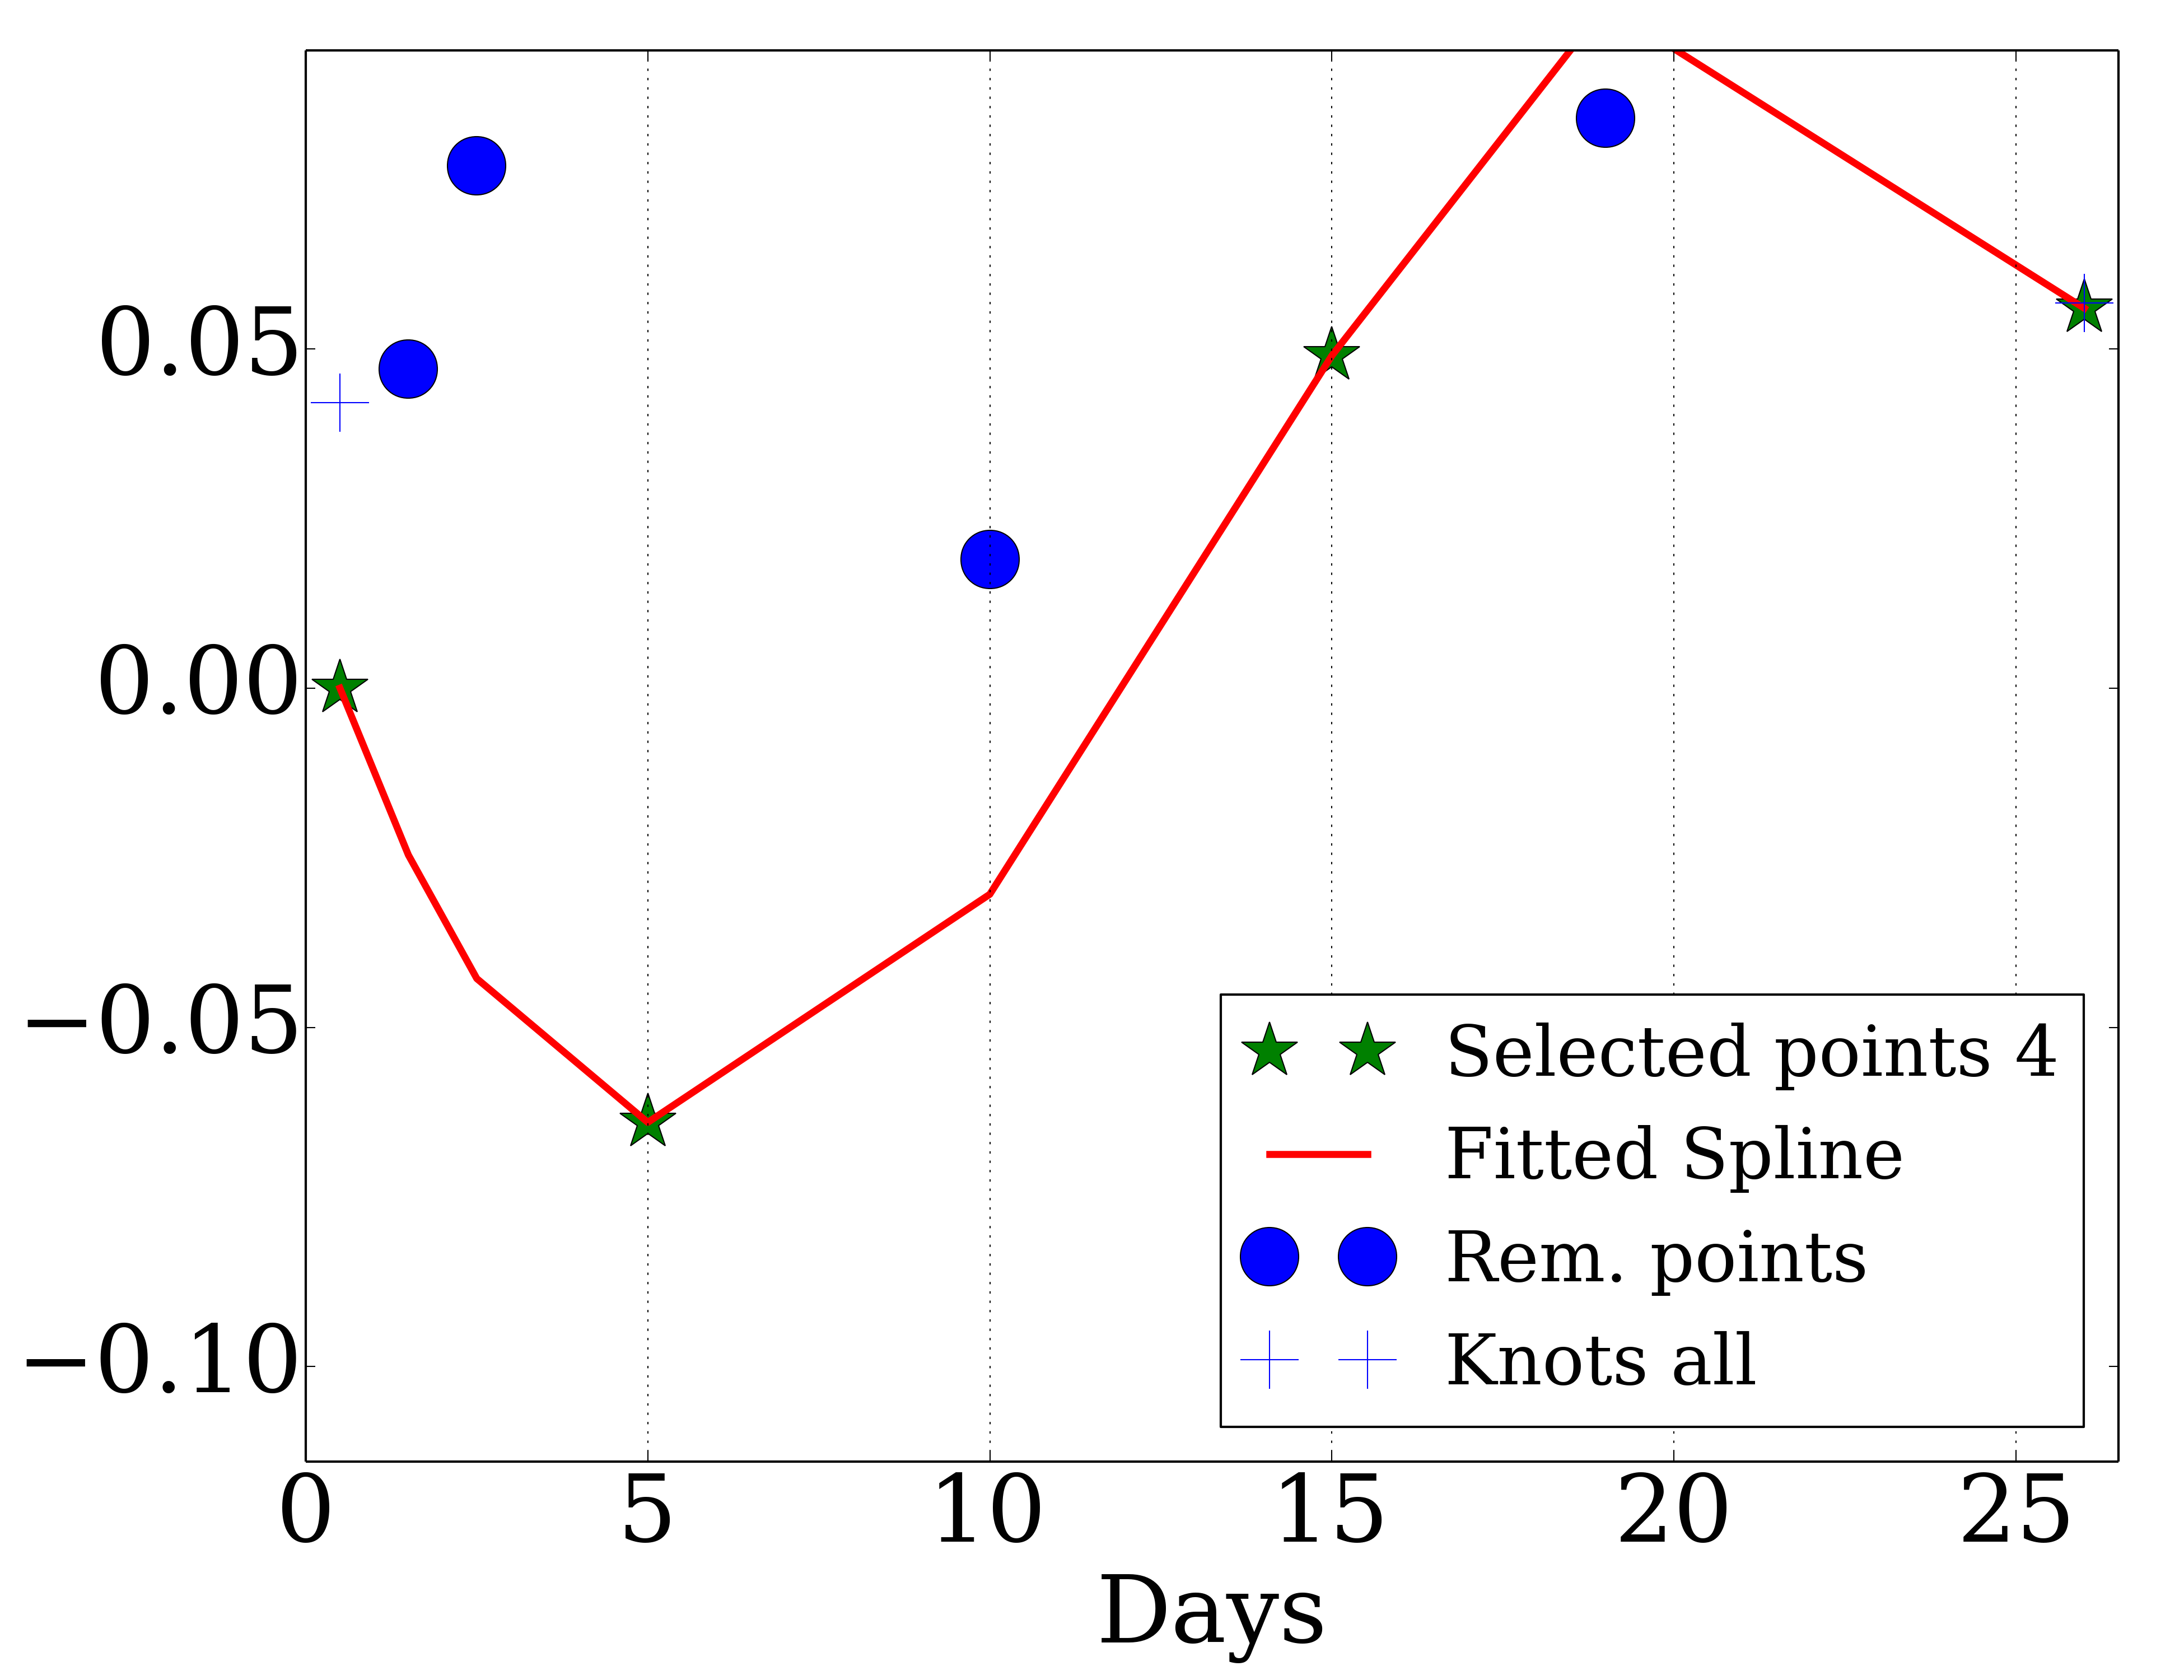 0.05
0.00
−0.05
−0.10
Selected points 4
Fitted Spline
Rem. points
Knots all
0 5 10 15 20 25
Days